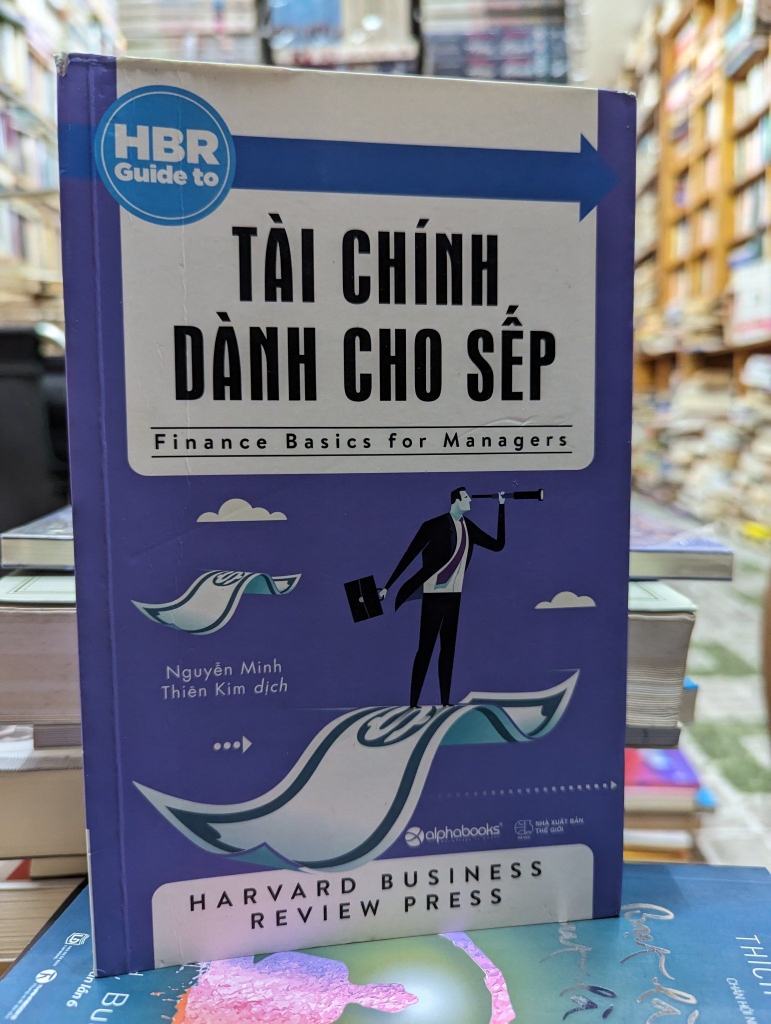 HBR
Guide to
TÀI CHÍNH
DÀNH CHO SẾP
Finance Basics for Managers
Nguyễn Minh
Thiên Kim dịch
alphabooks
NHÀ XUẤT BẢN
THẾ GIỚI
HARVARD BUSINESS
REVIEW PRESS
THICH